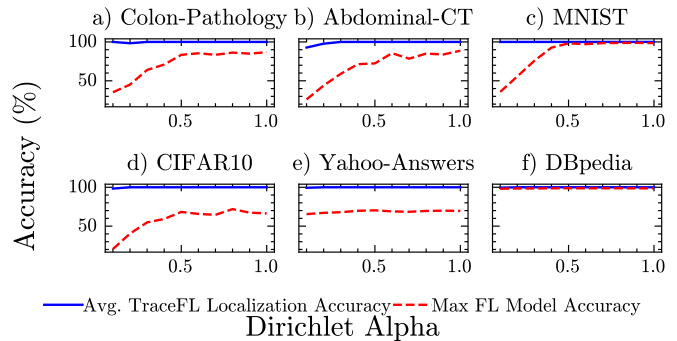 a) Colon-Pathology b) Abdominal-CT c) MNIST
100
50
0.5 1.0 0.5 1.0 0.5 1.0
d) CIFAR10 e) Yahoo-Answers f) DBpedia
100
50
0.5 1.0 0.5 1.0 0.5 1.0
Accuracy (%)
Avg. TraceFL Localization Accuracy Max FL Model Accuracy
Dirichlet Alpha